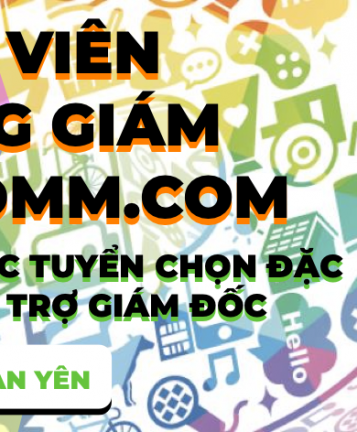 VIÊN
G GIÁM
OMM.COM
C TUYỂN CHỌN ĐẶC
TRỢ GIÁM ĐỐC
AN YÊN
Hello